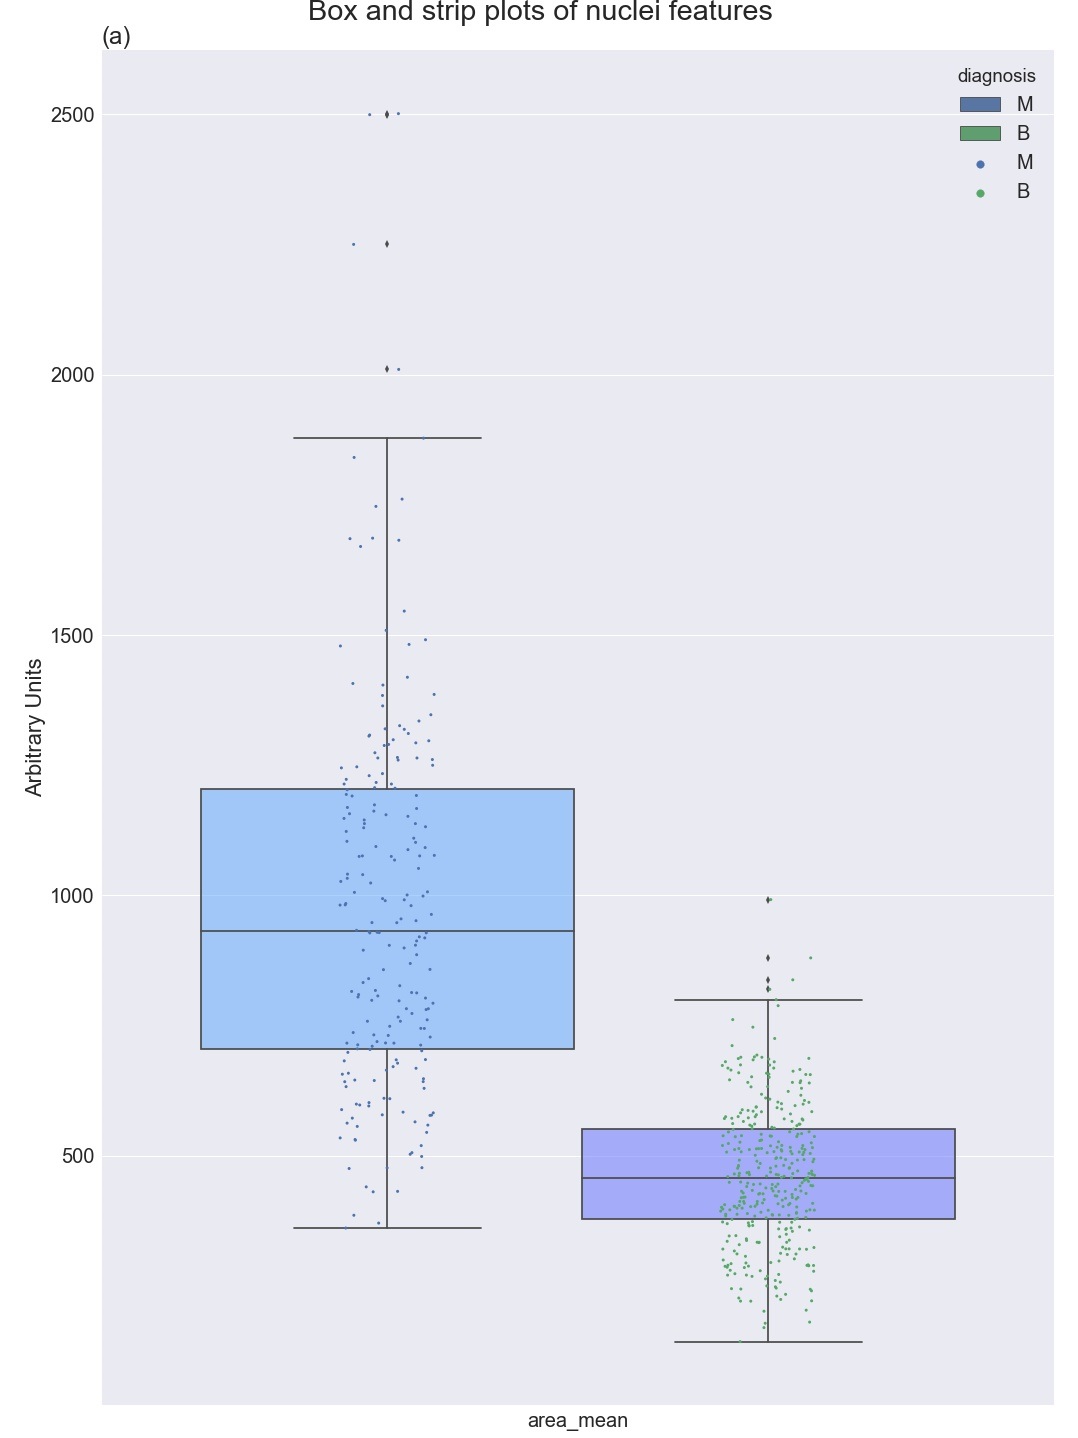 Box and strip plots of nuclei features
(a)
diagnosis
M
B
M
B
2500
2000
1500
1000
500
Arbitrary Units
area_mean